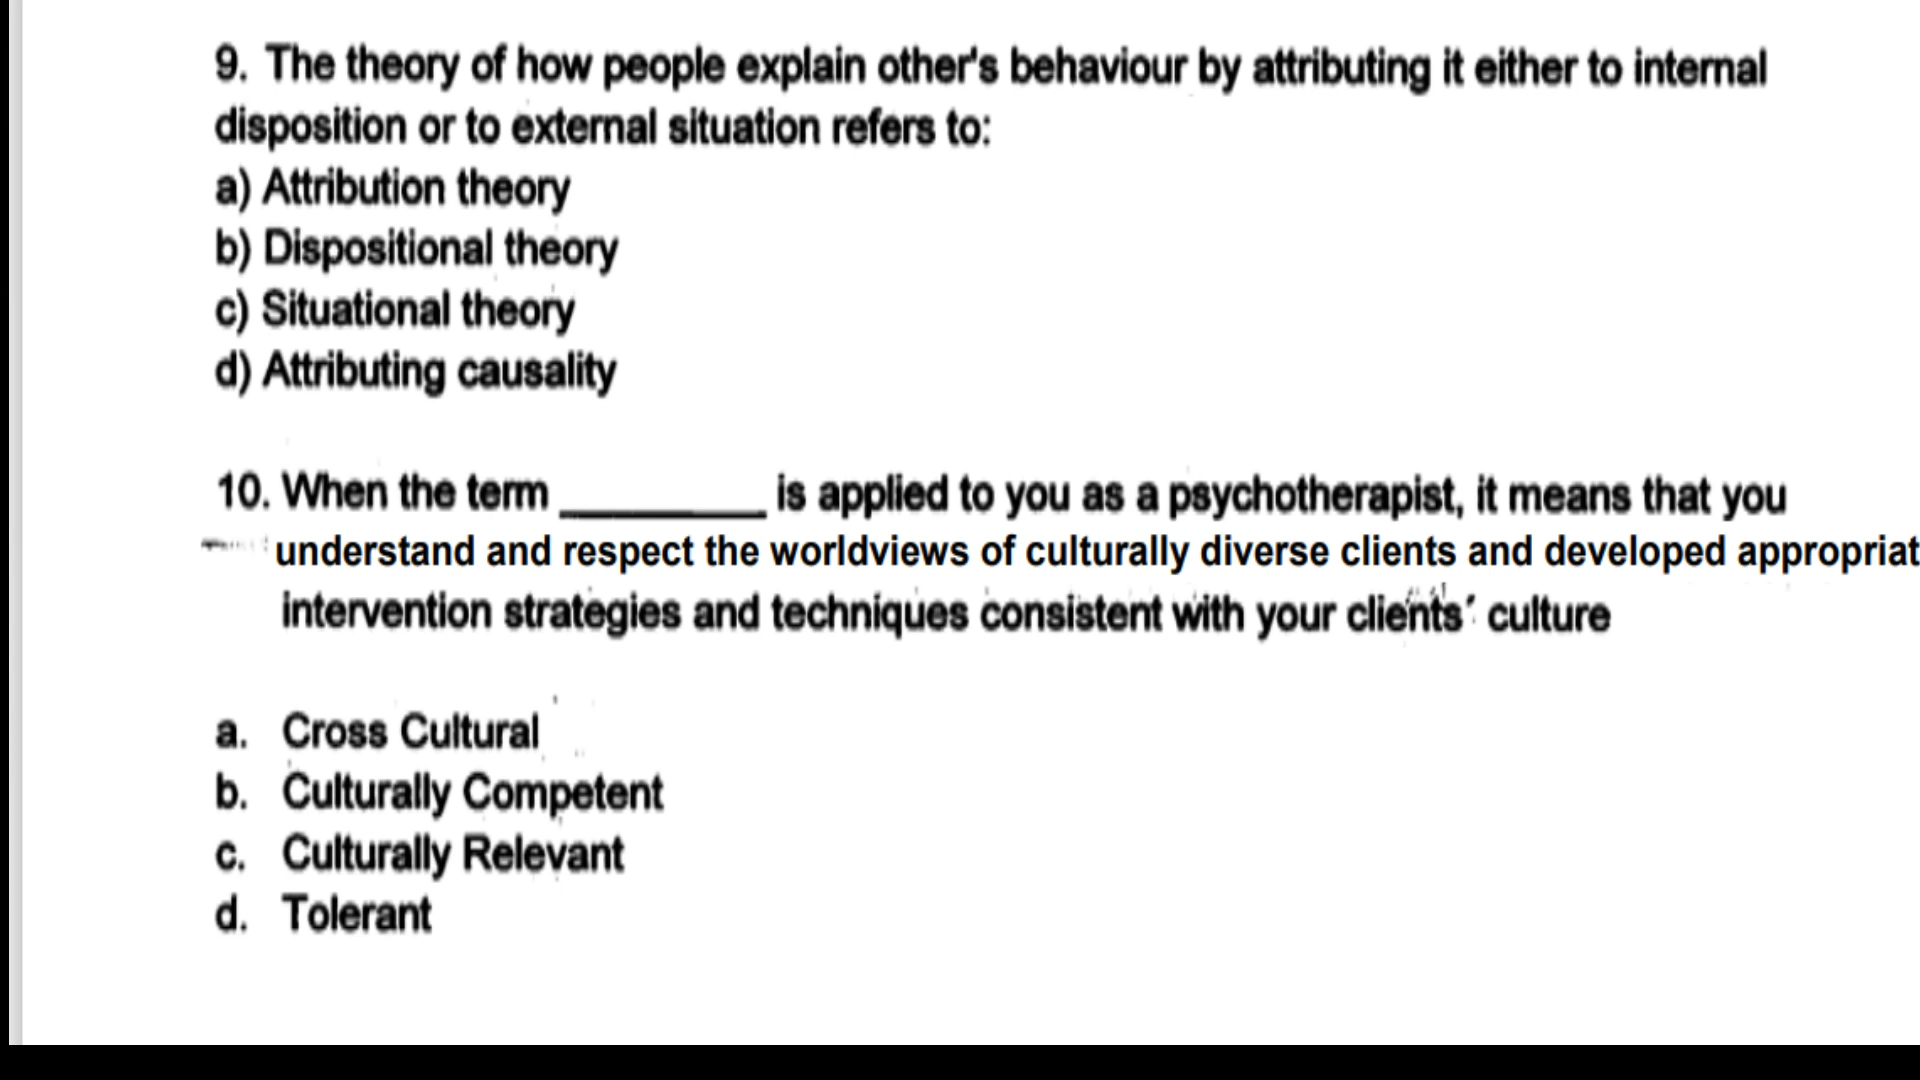 9. The theory of how people explain other's behaviour by attributing it either to internal
disposition or to external situation refers to:
a) Attribution theory
b) Dispositional theory
c) Situational theory
d) Attributing causality
10. When the term __________ is applied to you as a psychotherapist, it means that you
understand and respect the worldviews of culturally diverse clients and developed appropriat
intervention strategies and techniques consistent with your clients' culture
a. Cross Cultural
b. Culturally Competent
c. Culturally Relevant
d. Tolerant